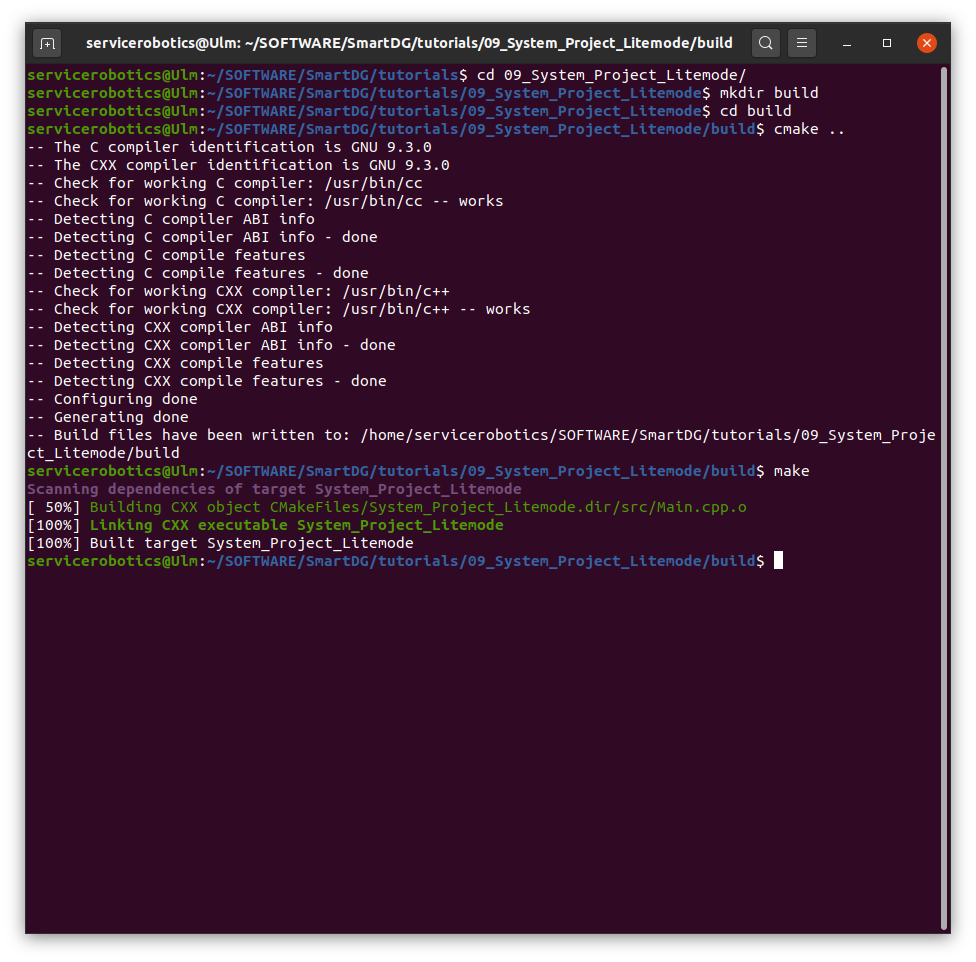 servicerobotics@Ulm: ~/SOFTWARE/SmartDG/tutorials/09_System_Project_Litemode/build
servicerobotics@Ulm:~/SOFTWARE/SmartDG/tutorials$ cd 09_System_Project_Litemode/
servicerobotics@Ulm:~/SOFTWARE/SmartDG/tutorials/09_System_Project_Litemode$ mkdir build
servicerobotics@Ulm:~/SOFTWARE/SmartDG/tutorials/09_System_Project_Litemode$ cd build
servicerobotics@Ulm:~/SOFTWARE/SmartDG/tutorials/09_System_Project_Litemode/build$ cmake ..
-- The C compiler identification is GNU 9.3.0
-- The CXX compiler identification is GNU 9.3.0
-- Check for working C compiler: /usr/bin/cc
-- Check for working C compiler: /usr/bin/cc -- works
-- Detecting C compiler ABI info
-- Detecting C compiler ABI info - done
-- Detecting C compile features
-- Detecting C compile features - done
-- Check for working CXX compiler: /usr/bin/c++
-- Check for working CXX compiler: /usr/bin/c++ -- works
-- Detecting CXX compiler ABI info
-- Detecting CXX compiler ABI info - done
-- Detecting CXX compile features
-- Detecting CXX compile features - done
-- Configuring done
-- Generating done
-- Build files have been written to: /home/servicerobotics/SOFTWARE/SmartDG/tutorials/09_System_Proje
ct_Litemode/build
servicerobotics@Ulm:~/SOFTWARE/SmartDG/tutorials/09_System_Project_Litemode/build$ make
Scanning dependencies of target System_Project_Litemode
[ 50%] Building CXX object CMakeFiles/System_Project_Litemode.dir/src/Main.cpp.o
[100%] Linking CXX executable System_Project_Litemode
[100%] Built target System_Project_Litemode
servicerobotics@Ulm:~/SOFTWARE/SmartDG/tutorials/09_System_Project_Litemode/build$